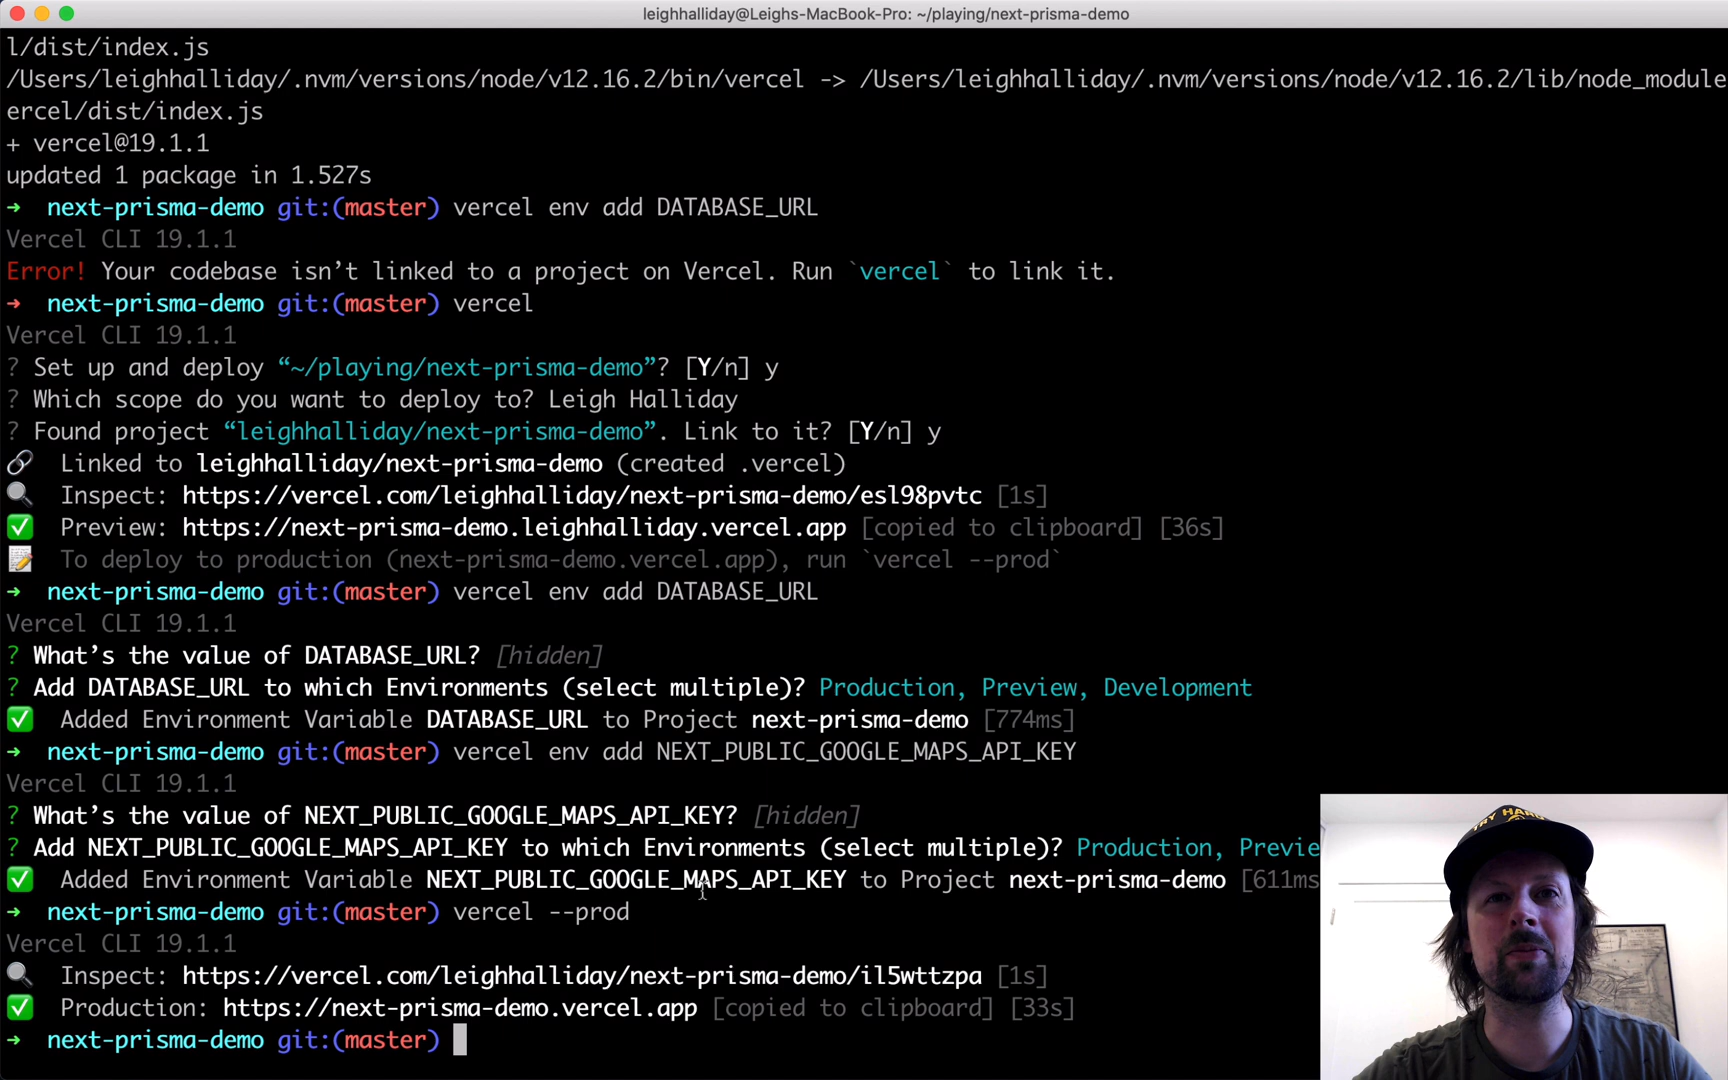 leighhalliday@Leighs-MacBook-Pro: ~/playing/next-prisma-demo
l/dist/index.js
/Users/leighhalliday/.nvm/versions/node/v12.16.2/bin/vercel -> /Users/leighhalliday/.nvm/versions/node/v12.16.2/lib/node_module
ercel/dist/index.js
+ vercel@19.1.1
updated 1 package in 1.527s
→ next-prisma-demo git:(master) vercel env add DATABASE_URL
Vercel CLI 19.1.1
Error! Your codebase isn’t linked to a project on Vercel. Run `vercel` to link it.
→ next-prisma-demo git:(master) vercel
Vercel CLI 19.1.1
? Set up and deploy “~/playing/next-prisma-demo”? [Y/n] y
? Which scope do you want to deploy to? Leigh Halliday
? Found project “leighhalliday/next-prisma-demo”. Link to it? [Y/n] y
🔗 Linked to leighhalliday/next-prisma-demo (created .vercel)
🔍 Inspect: https://vercel.com/leighhalliday/next-prisma-demo/esl98pvtc [1s]
✅ Preview: https://next-prisma-demo.leighhalliday.vercel.app [copied to clipboard] [36s]
📝 To deploy to production (next-prisma-demo.vercel.app), run `vercel --prod`
→ next-prisma-demo git:(master) vercel env add DATABASE_URL
Vercel CLI 19.1.1
? What’s the value of DATABASE_URL? [hidden]
? Add DATABASE_URL to which Environments (select multiple)? Production, Preview, Development
✅ Added Environment Variable DATABASE_URL to Project next-prisma-demo [774ms]
→ next-prisma-demo git:(master) vercel env add NEXT_PUBLIC_GOOGLE_MAPS_API_KEY
Vercel CLI 19.1.1
? What’s the value of NEXT_PUBLIC_GOOGLE_MAPS_API_KEY? [hidden]
? Add NEXT_PUBLIC_GOOGLE_MAPS_API_KEY to which Environments (select multiple)? Production, Previe
✅ Added Environment Variable NEXT_PUBLIC_GOOGLE_MAPS_API_KEY to Project next-prisma-demo [611ms
→ next-prisma-demo git:(master) vercel --prod
Vercel CLI 19.1.1
🔍 Inspect: https://vercel.com/leighhalliday/next-prisma-demo/il5wttzpa [1s]
✅ Production: https://next-prisma-demo.vercel.app [copied to clipboard] [33s]
→ next-prisma-demo git:(master)
TRY HARD